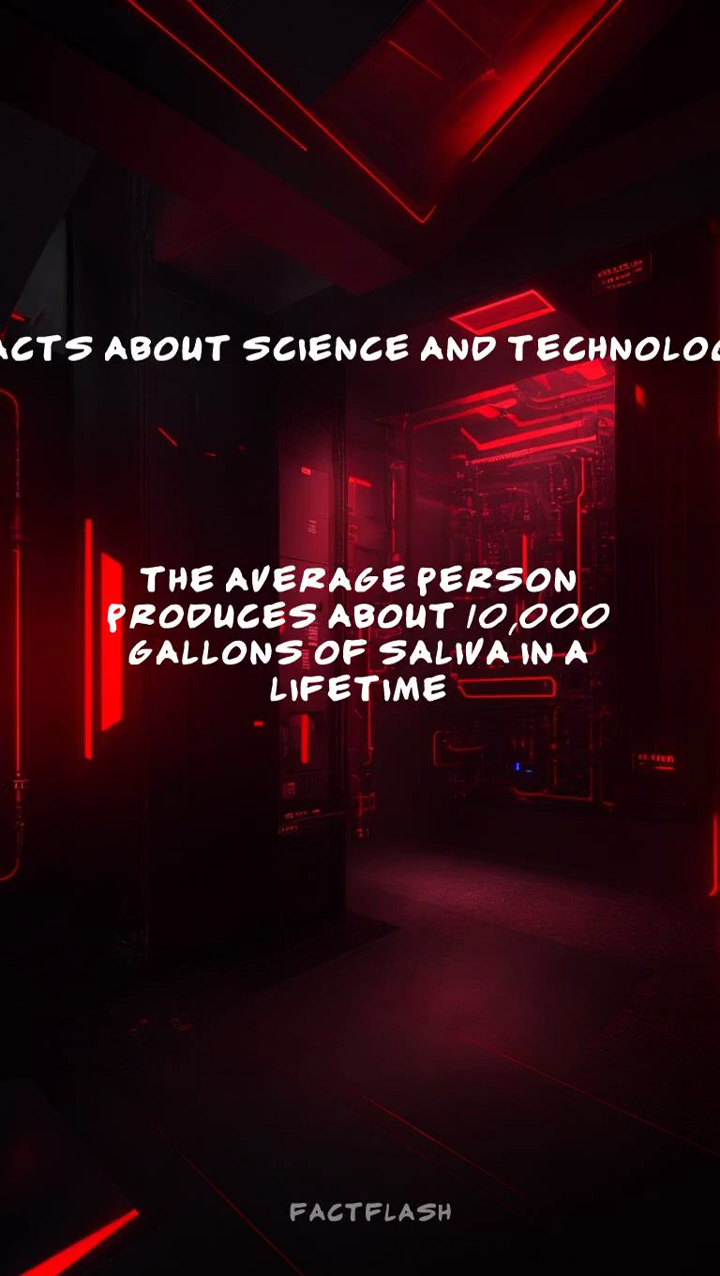 ACTS ABOUT SCIENCE AND TECHNOLOG
THE AVERAGE PERSON
PRODUCES ABOUT 10,000
GALLONS OF SALIVA IN A
LIFETIME
FACTFLASH